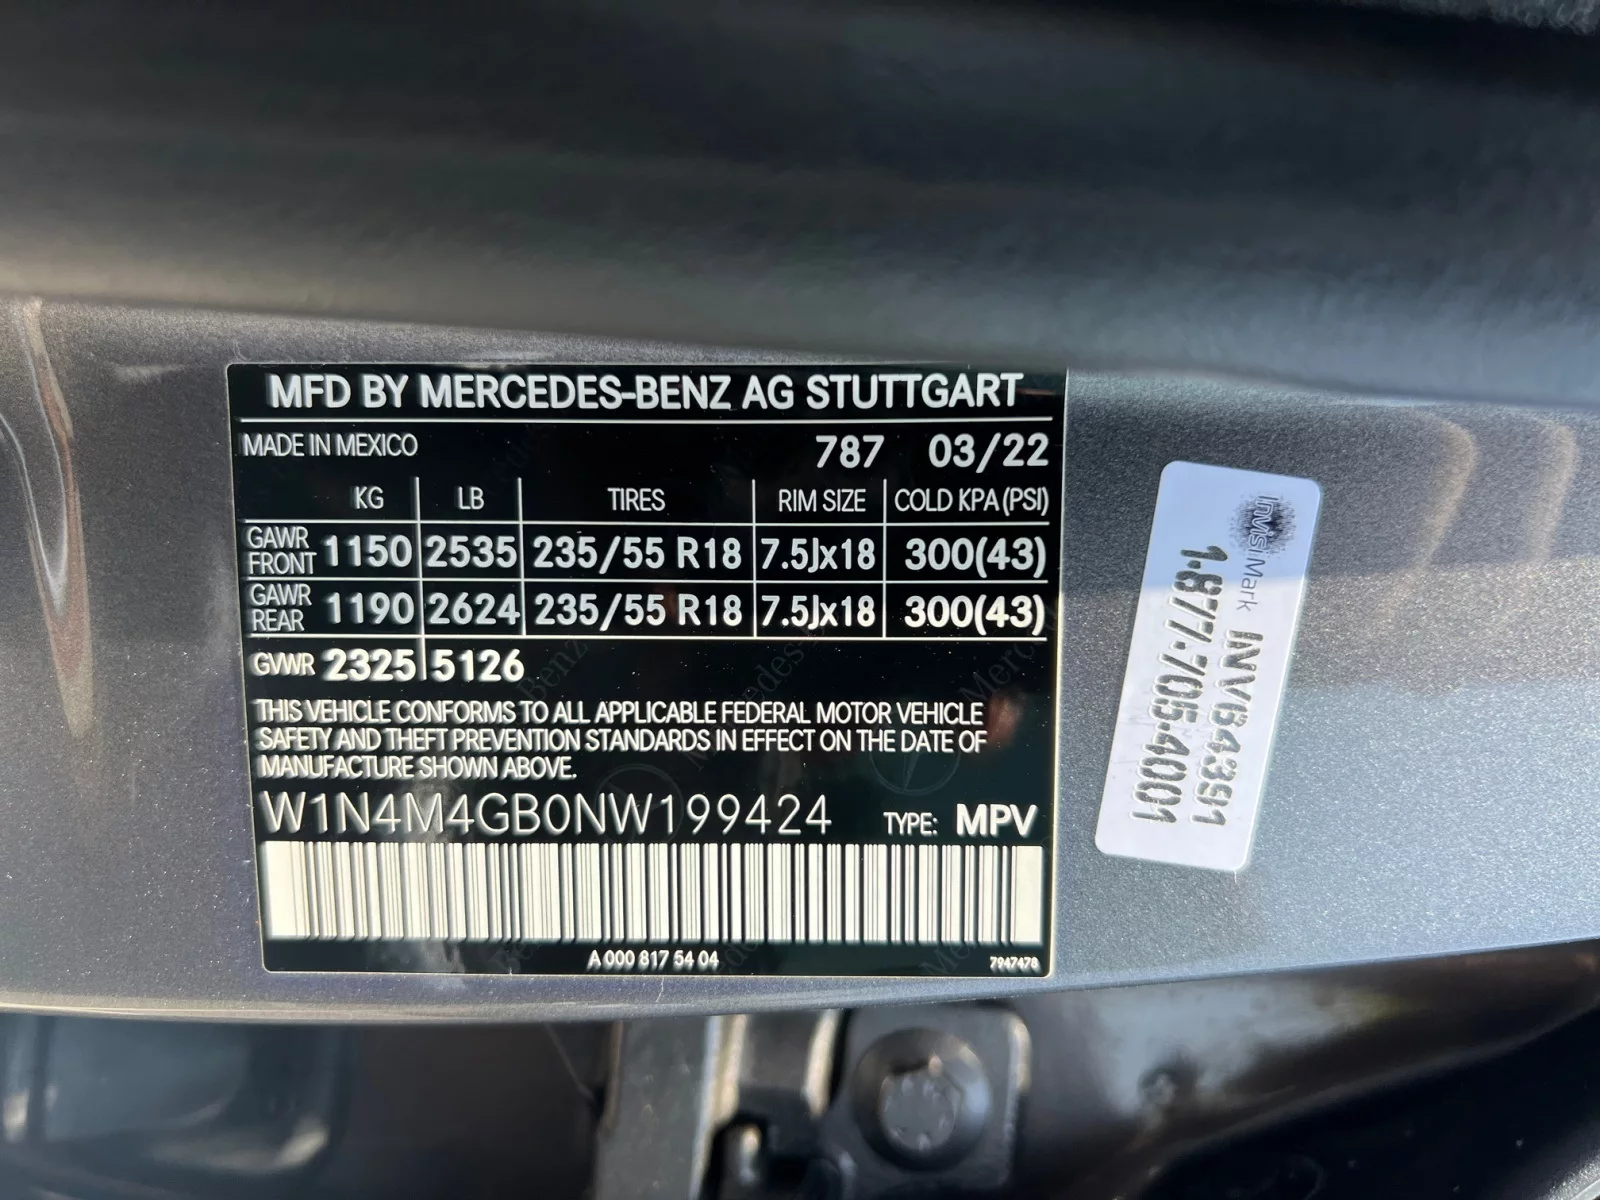 MFD BY MERCEDES-BENZ AG STUTTGART
MADE IN MEXICO 787 03/22
KG LB TIRES RIM SIZE COLD KPA(PSI)
GAWR FRONT 1150 2535 235/55 R18 7.5Jx18 300(43)
GAWR REAR 1190 2624 235/55 R18 7.5Jx18 300(43)
GVWR 2325 5126
THIS VEHICLE CONFORMS TO ALL APPLICABLE FEDERAL MOTOR VEHICLE
SAFETY AND THEFT PREVENTION STANDARDS IN EFFECT ON THE DATE OF
MANUFACTURE SHOWN ABOVE.
W1N4M4GB0NW199424 TYPE: MPV
A 000 817 54 04 7947478
InVisiMark INV84391
1.877.705.4001